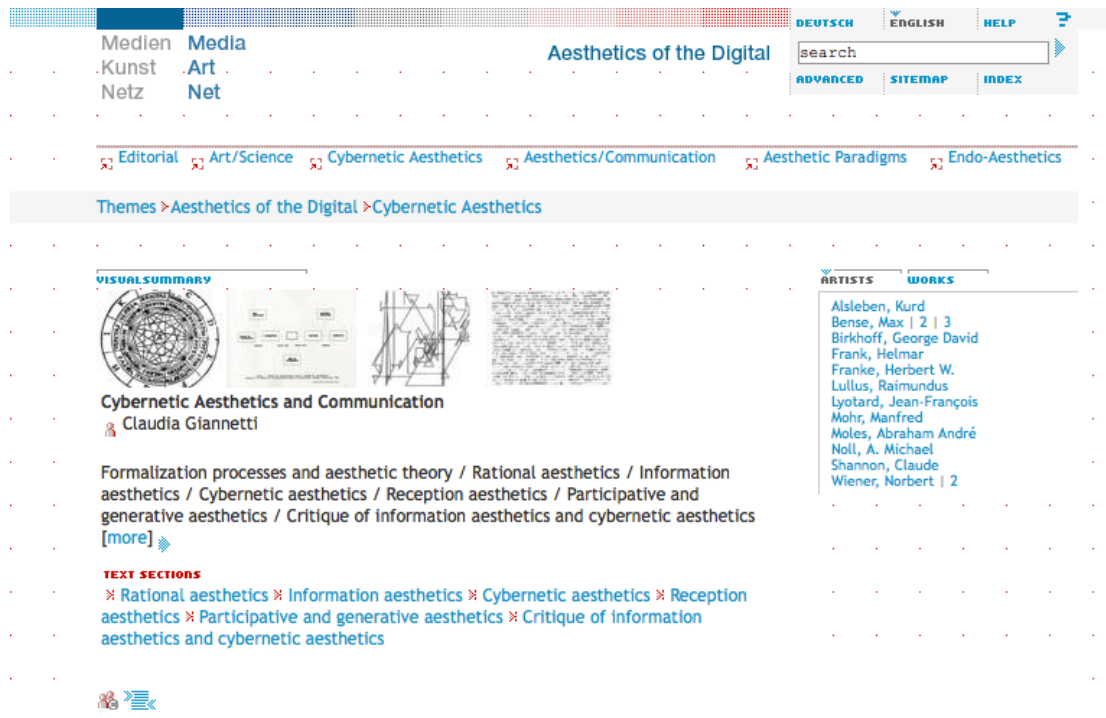 DEUTSCH ENGLISH HELP ?
Medien Media
Kunst Art
Netz Net
Aesthetics of the Digital
search
ADVANCED SITEMAP INDEX
Editorial Art/Science Cybernetic Aesthetics Aesthetics/Communication Aesthetic Paradigms Endo-Aesthetics
Themes >Aesthetics of the Digital >Cybernetic Aesthetics
VISUALSUMMARY
Cybernetic Aesthetics and Communication
Claudia Giannetti
Formalization processes and aesthetic theory / Rational aesthetics / Information
aesthetics / Cybernetic aesthetics / Reception aesthetics / Participative and
generative aesthetics / Critique of information aesthetics and cybernetic aesthetics
[more]
TEXT SECTIONS
Rational aesthetics Information aesthetics Cybernetic aesthetics Reception
aesthetics Participative and generative aesthetics Critique of information
aesthetics and cybernetic aesthetics
ARTISTS WORKS
Alsleben, Kurd
Bense, Max | 2 | 3
Birkhoff, George David
Frank, Helmar
Franke, Herbert W.
Lullus, Raimundus
Lyotard, Jean-François
Mohr, Manfred
Moles, Abraham André
Noll, A. Michael
Shannon, Claude
Wiener, Norbert | 2